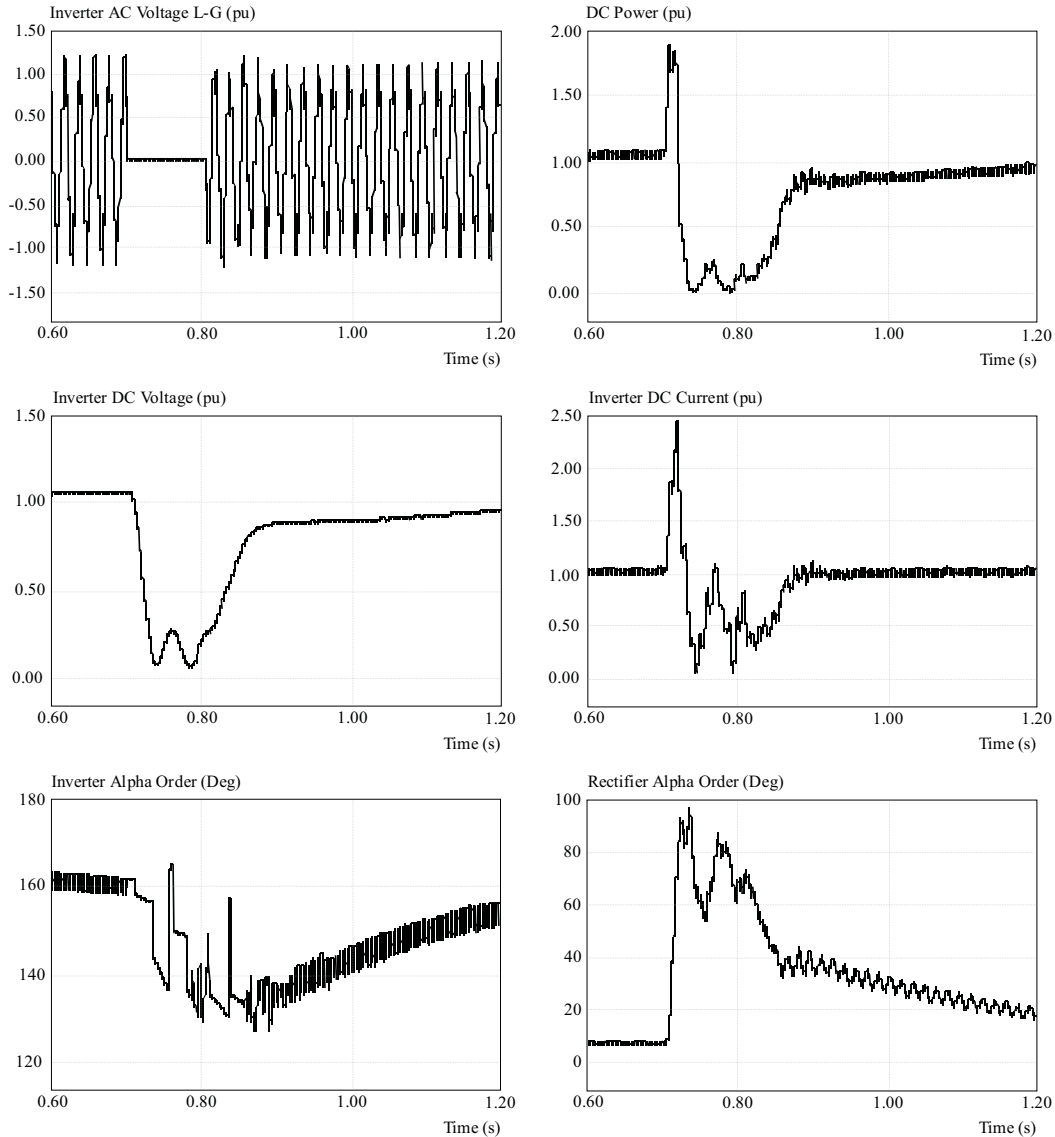 Inverter AC Voltage L-G (pu)
1.50
1.00
0.50
0.00
-0.50
-1.00
-1.50
0.60 0.80 1.00 1.20
Time (s)
DC Power (pu)
2.00
1.50
1.00
0.50
0.00
0.60 0.80 1.00 1.20
Time (s)
Inverter DC Voltage (pu)
1.50
1.00
0.50
0.00
0.60 0.80 1.00 1.20
Time (s)
Inverter DC Current (pu)
2.50
2.00
1.50
1.00
0.50
0.00
0.60 0.80 1.00 1.20
Time (s)
Inverter Alpha Order (Deg)
180
160
140
120
0.60 0.80 1.00 1.20
Time (s)
Rectifier Alpha Order (Deg)
100
80
60
40
20
0
0.60 0.80 1.00 1.20
Time (s)